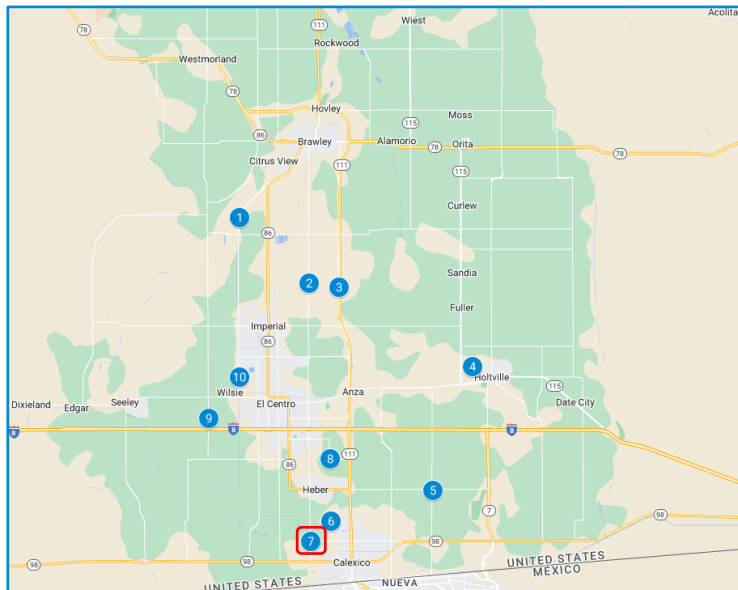 Acolita
Wiest
111
78
Rockwood
Westmorland
78
Hovley
Moss
115
86
Brawley
Alamorio
78
Orita
78
Citrus View
111
115
Curlew
1
86
Sandia
2
3
Fuller
Imperial
86
4
10
Holtville
Wilsie
Anza
115
Dixieland
Edgar
Seeley
El Centro
Date City
9
8
8
8
8
111
86
Heber
5
7
6
98
7
98
98
98
Calexico
UNITED STATES
MÉXICO
UNITED STATES
NUEVA